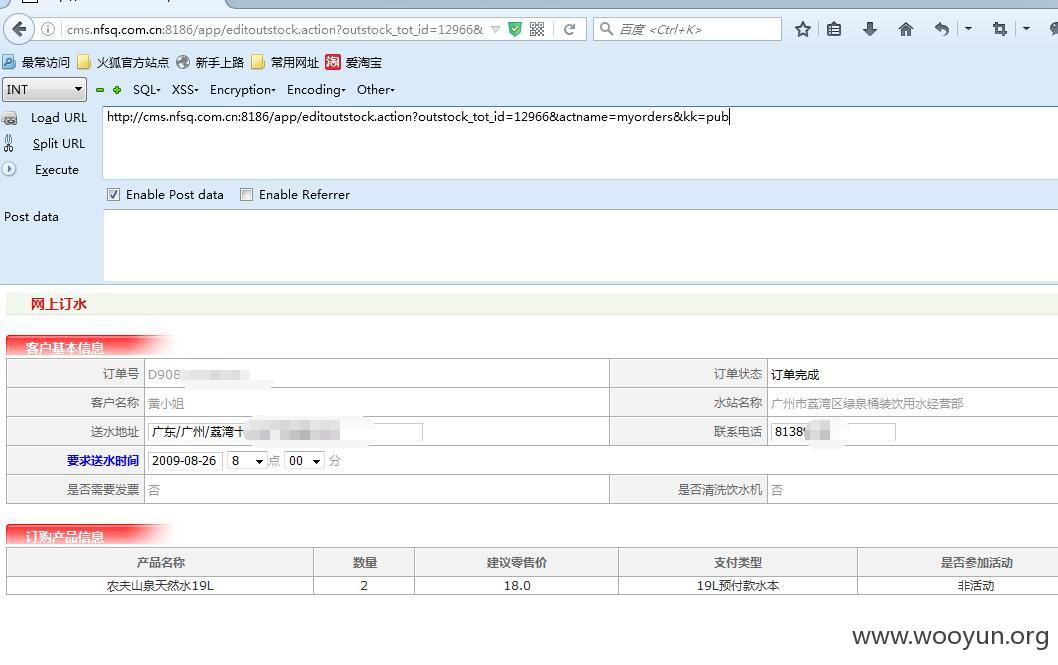 cms.nfsq.com.cn:8186/app/editoutstock.action?outstock_tot_id=12966&
百度 <Ctrl+K>
最常访问 火狐官方站点 新手上路 常用网址 淘 爱淘宝
INT SQL XSS Encryption Encoding Other
Load URL http://cms.nfsq.com.cn:8186/app/editoutstock.action?outstock_tot_id=12966&actname=myorders&kk=pub
Split URL
Execute
Enable Post data Enable Referrer
Post data
网上订水
客户基本信息
订单号 D908 订单状态 订单完成
客户名称 黄小姐 水站名称 广州市荔湾区绿泉桶装饮用水经营部
送水地址 广东/广州/荔湾 联系电话 8138
要求送水时间 2009-08-26 8 点 00 分
是否需要发票 否 是否清洗饮水机 否
订购产品信息
产品名称 数量 建议零售价 支付类型 是否参加活动
农夫山泉天然水19L 2 18.0 19L预付款水本 非活动
www.wooyun.org